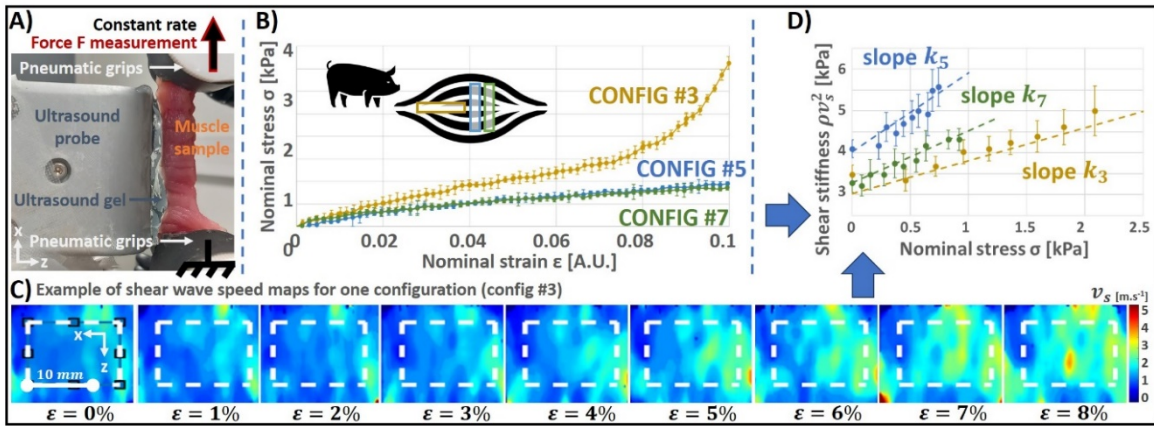 A)
Constant rate
Force F measurement
Pneumatic grips
Ultrasound
probe
Muscle
sample
Ultrasound gel
Pneumatic grips
x
z
B)
Nominal stress σ [kPa]
4
3
3
2
1
0
CONFIG #3
CONFIG #5
CONFIG #7
0.02
0.04
0.06
0.08
0.1
Nominal strain ε [A.U.]
D)
Shear stiffness ρv_s^2 [kPa]
6
5
4
3
slope k_5
slope k_7
slope k_3
0
0.5
1
1.5
2
2.5
Nominal stress σ [kPa]
C) Example of shear wave speed maps for one configuration (config #3)
v_s [m.s⁻¹]
5
4
3
2
1
0
x
z
10 mm
ε = 0%
ε = 1%
ε = 2%
ε = 3%
ε = 4%
ε = 5%
ε = 6%
ε = 7%
ε = 8%